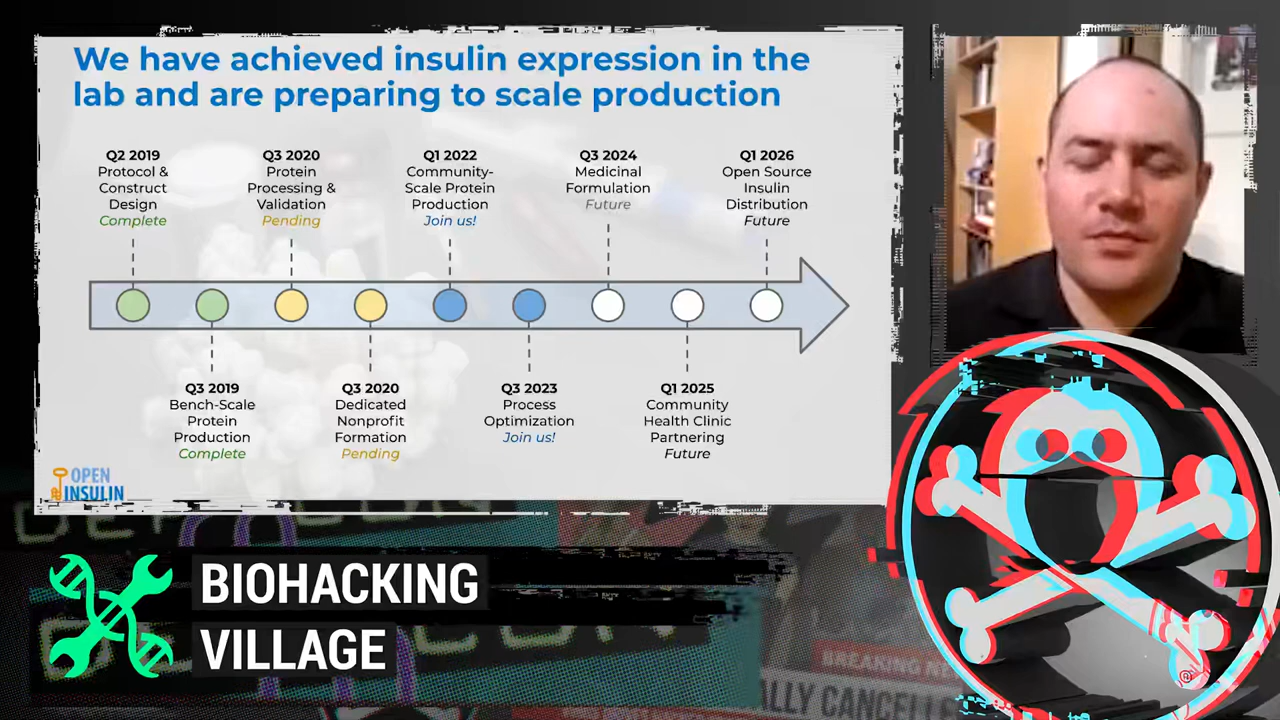 We have achieved insulin expression in the
lab and are preparing to scale production
Q2 2019
Protocol &
Construct
Design
Complete
Q3 2020
Protein
Processing &
Validation
Pending
Q1 2022
Community-
Scale Protein
Production
Join us!
Q3 2024
Medicinal
Formulation
Future
Q1 2026
Open Source
Insulin
Distribution
Future
Q3 2019
Bench-Scale
Protein
Production
Complete
Q3 2020
Dedicated
Nonprofit
Formation
Pending
Q3 2023
Process
Optimization
Join us!
Q1 2025
Community
Health Clinic
Partnering
Future
OPEN
INSULIN
BIOHACKING
VILLAGE
BREAKING